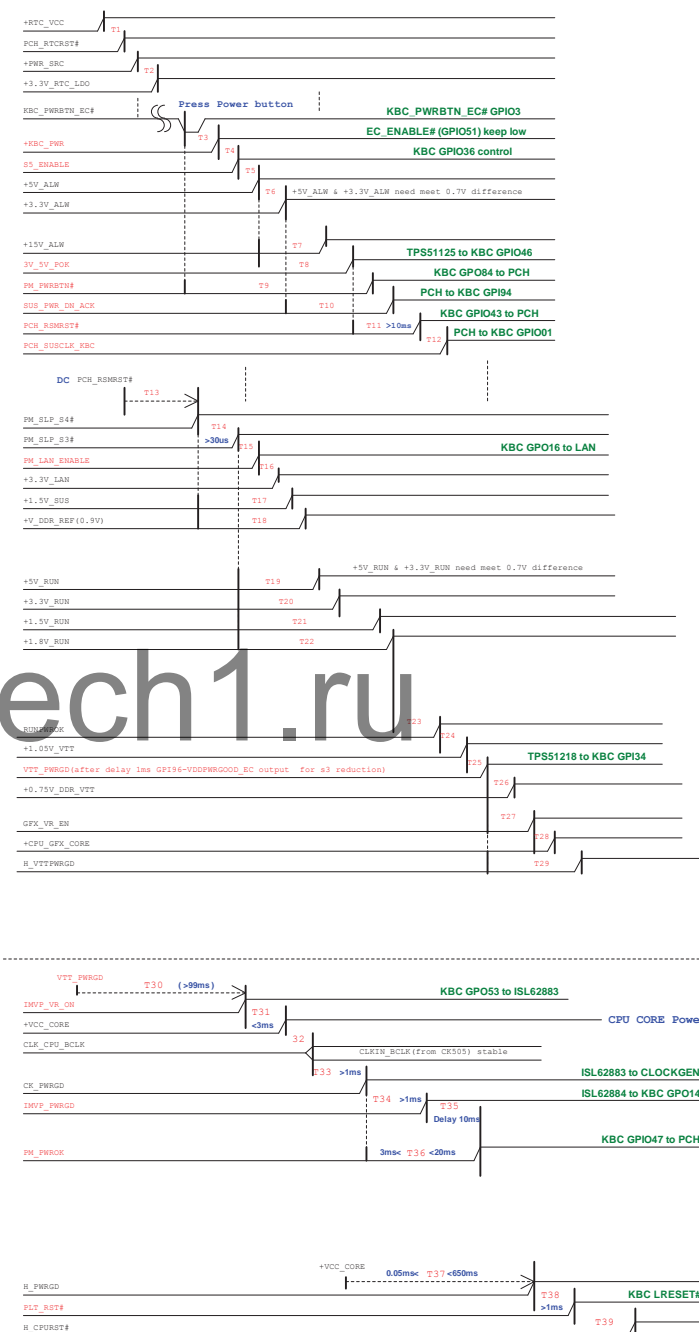 +RTC_VCC
T1
PCH_RTCRST#
+PWR_SRC
T2
+3.3V_RTC_LDO
Press Power button
KBC_PWRBTN_EC#
KBC_PWRBTN_EC# GPIO3
T3
EC_ENABLE# (GPIO51) keep low
+KBC_PWR
T4
KBC GPIO36 control
S5_ENABLE
T5
+5V_ALW
T6
+5V_ALW & +3.3V_ALW need meet 0.7V difference
+3.3V_ALW
+15V_ALW
T7
TPS51125 to KBC GPIO46
3V_5V_POK
T8
KBC GPO84 to PCH
PM_PWRBTN#
T9
PCH to KBC GPI94
SUS_PWR_DN_ACK
T10
KBC GPIO43 to PCH
PCH_RSMRST#
T11 >10ms
PCH to KBC GPIO01
T12
PCH_SUSCLK_KBC
DC PCH_RSMRST#
T13
PM_SLP_S4#
T14
PM_SLP_S3#
>30us
T15
KBC GPO16 to LAN
PM_LAN_ENABLE
T16
+3.3V_LAN
+1.5V_SUS
T17
+V_DDR_REF(0.9V)
T18
+5V_RUN & +3.3V_RUN need meet 0.7V difference
+5V_RUN
T19
+3.3V_RUN
T20
+1.5V_RUN
T21
+1.8V_RUN
T22
ech1.ru
T23
RUNPWROK
T24
+1.05V_VTT
TPS51218 to KBC GPI34
T25
VTT_PWRGD(after delay 1ms GPI96-VDDPWRGOOD_EC output for s3 reduction)
T26
+0.75V_DDR_VTT
T27
GFX_VR_EN
T28
+CPU_GFX_CORE
H_VTTPWRGD
T29
VTT_PWRGD
T30 (>99ms)
KBC GPO53 to ISL62883
IMVP_VR_ON
T31
+VCC_CORE
<3ms
CPU CORE Powe
CLK_CPU_BCLK
32
CLKIN_BCLK(from CK505) stable
T33 >1ms
ISL62883 to CLOCKGEN
CK_PWRGD
T34 >1ms
ISL62884 to KBC GPO14
IMVP_PWRGD
T35
Delay 10ms
KBC GPIO47 to PCH
PM_PWROK
3ms< T36 <20ms
+VCC_CORE
0.05ms< T37 <650ms
H_PWRGD
T38
KBC LRESET#
PLT_RST#
>1ms
T39
H_CPURST#